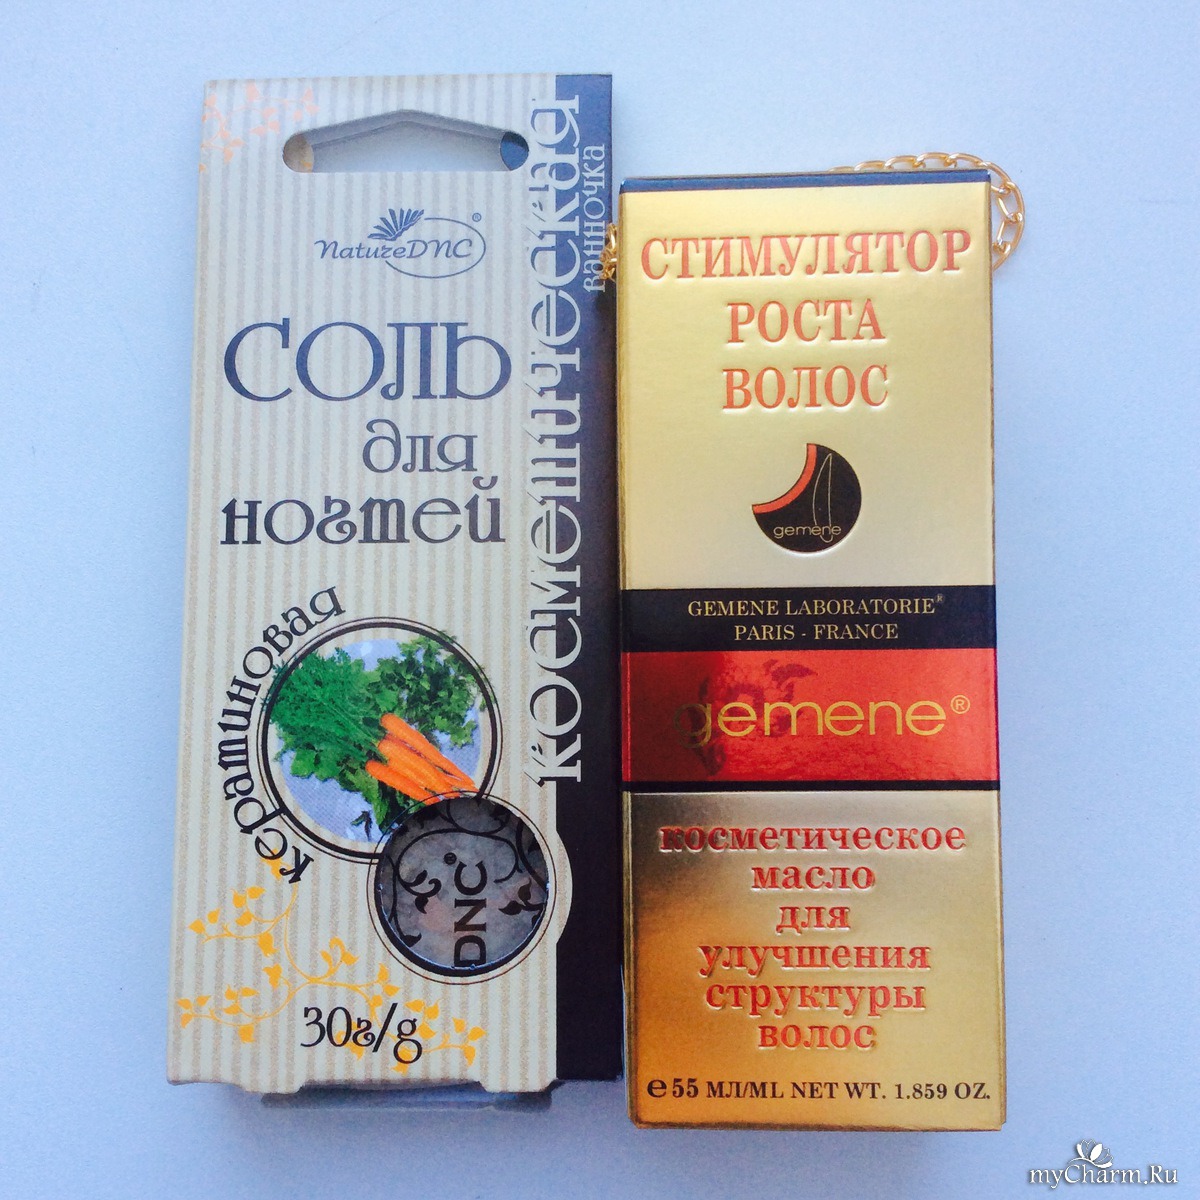 NatureDNC®
СОЛЬ
для
ногтей
кератиновая
DNC®
30г/g
косметическая
ванночка
СТИМУЛЯТОР
РОСТА
ВОЛОС
gemene
GEMENE LABORATORIE®
PARIS - FRANCE
gemene®
косметическое
масло
для
улучшения
структуры
волос
℮ 55 МЛ/ML NET WT. 1.859 OZ.
myCharm.Ru